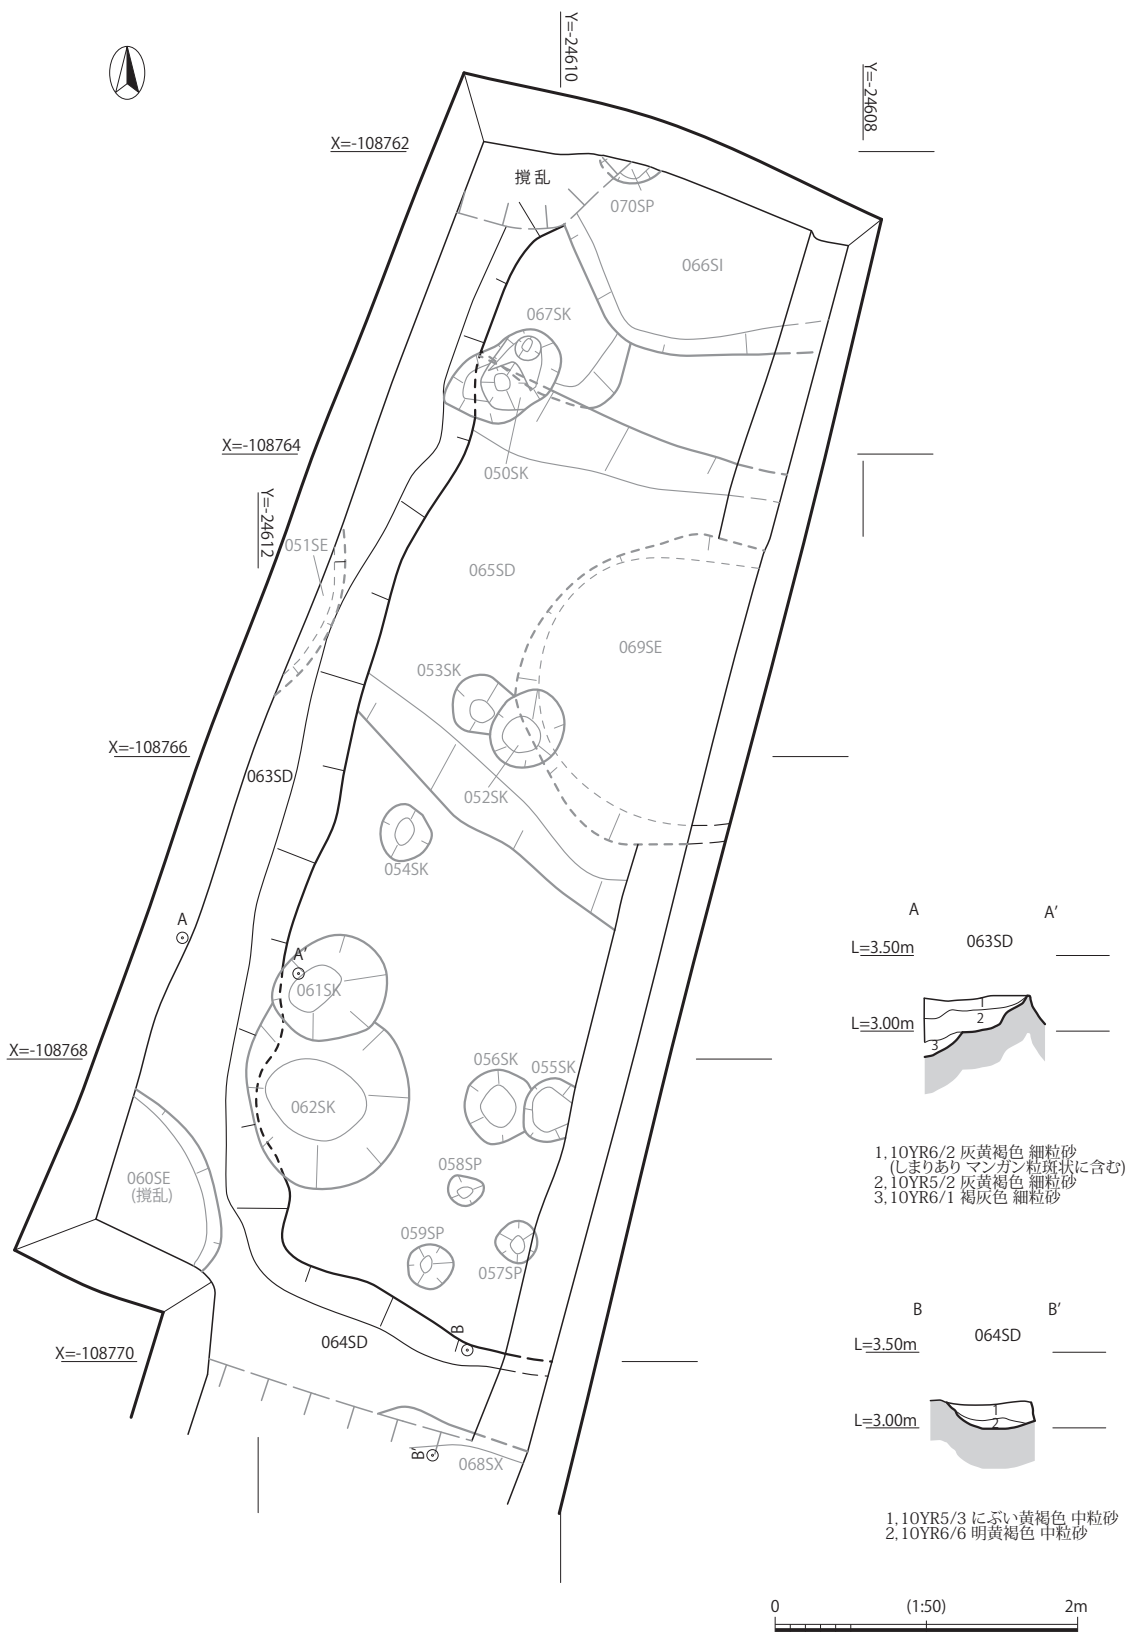 Y=-24610
Y=-24608
X=-108762
撹乱
070SP
066SI
067SK
X=-108764
050SK
Y=-24612
051SE
065SD
069SE
053SK
X=-108766
063SD
052SK
054SK
A
A′
061SK
X=-108768
056SK
055SK
062SK
058SP
060SE
(撹乱)
059SP
057SP
B
064SD
X=-108770
B′
068SX
A
A′
L=3.50m
063SD
L=3.00m
1
2
3
1,10YR6/2 灰黄褐色 細粒砂
(しまりあり マンガン粒斑状に含む)
2,10YR5/2 灰黄褐色 細粒砂
3,10YR6/1 褐灰色 細粒砂
B
B′
L=3.50m
064SD
L=3.00m
1
2
1,10YR5/3 にぶい黄褐色 中粒砂
2,10YR6/6 明黄褐色 中粒砂
0
(1:50)
2m